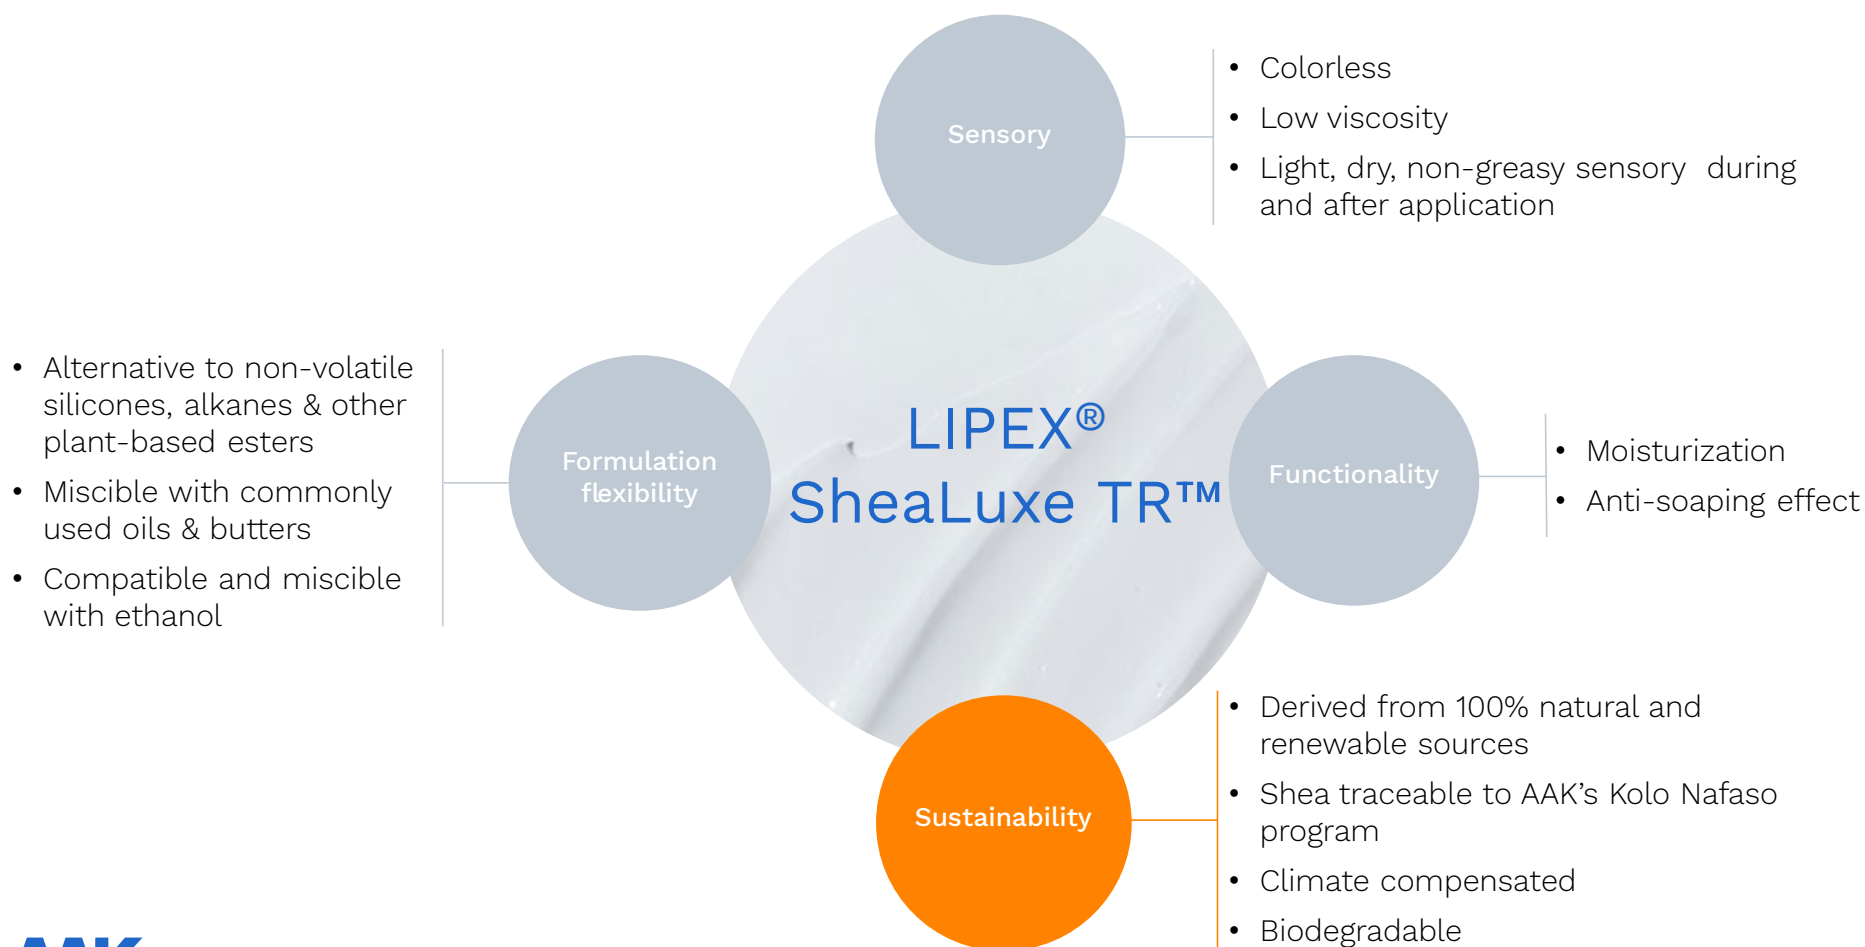 Sensory
• Colorless
• Low viscosity
• Light, dry, non-greasy sensory during
and after application
• Alternative to non-volatile
silicones, alkanes & other
plant-based esters
• Miscible with commonly
used oils & butters
• Compatible and miscible
with ethanol
Formulation
flexibility
LIPEX®
SheaLuxe TR™
Functionality
• Moisturization
• Anti-soaping effect
Sustainability
• Derived from 100% natural and
renewable sources
• Shea traceable to AAK’s Kolo Nafaso
program
• Climate compensated
• Biodegradable
AAK